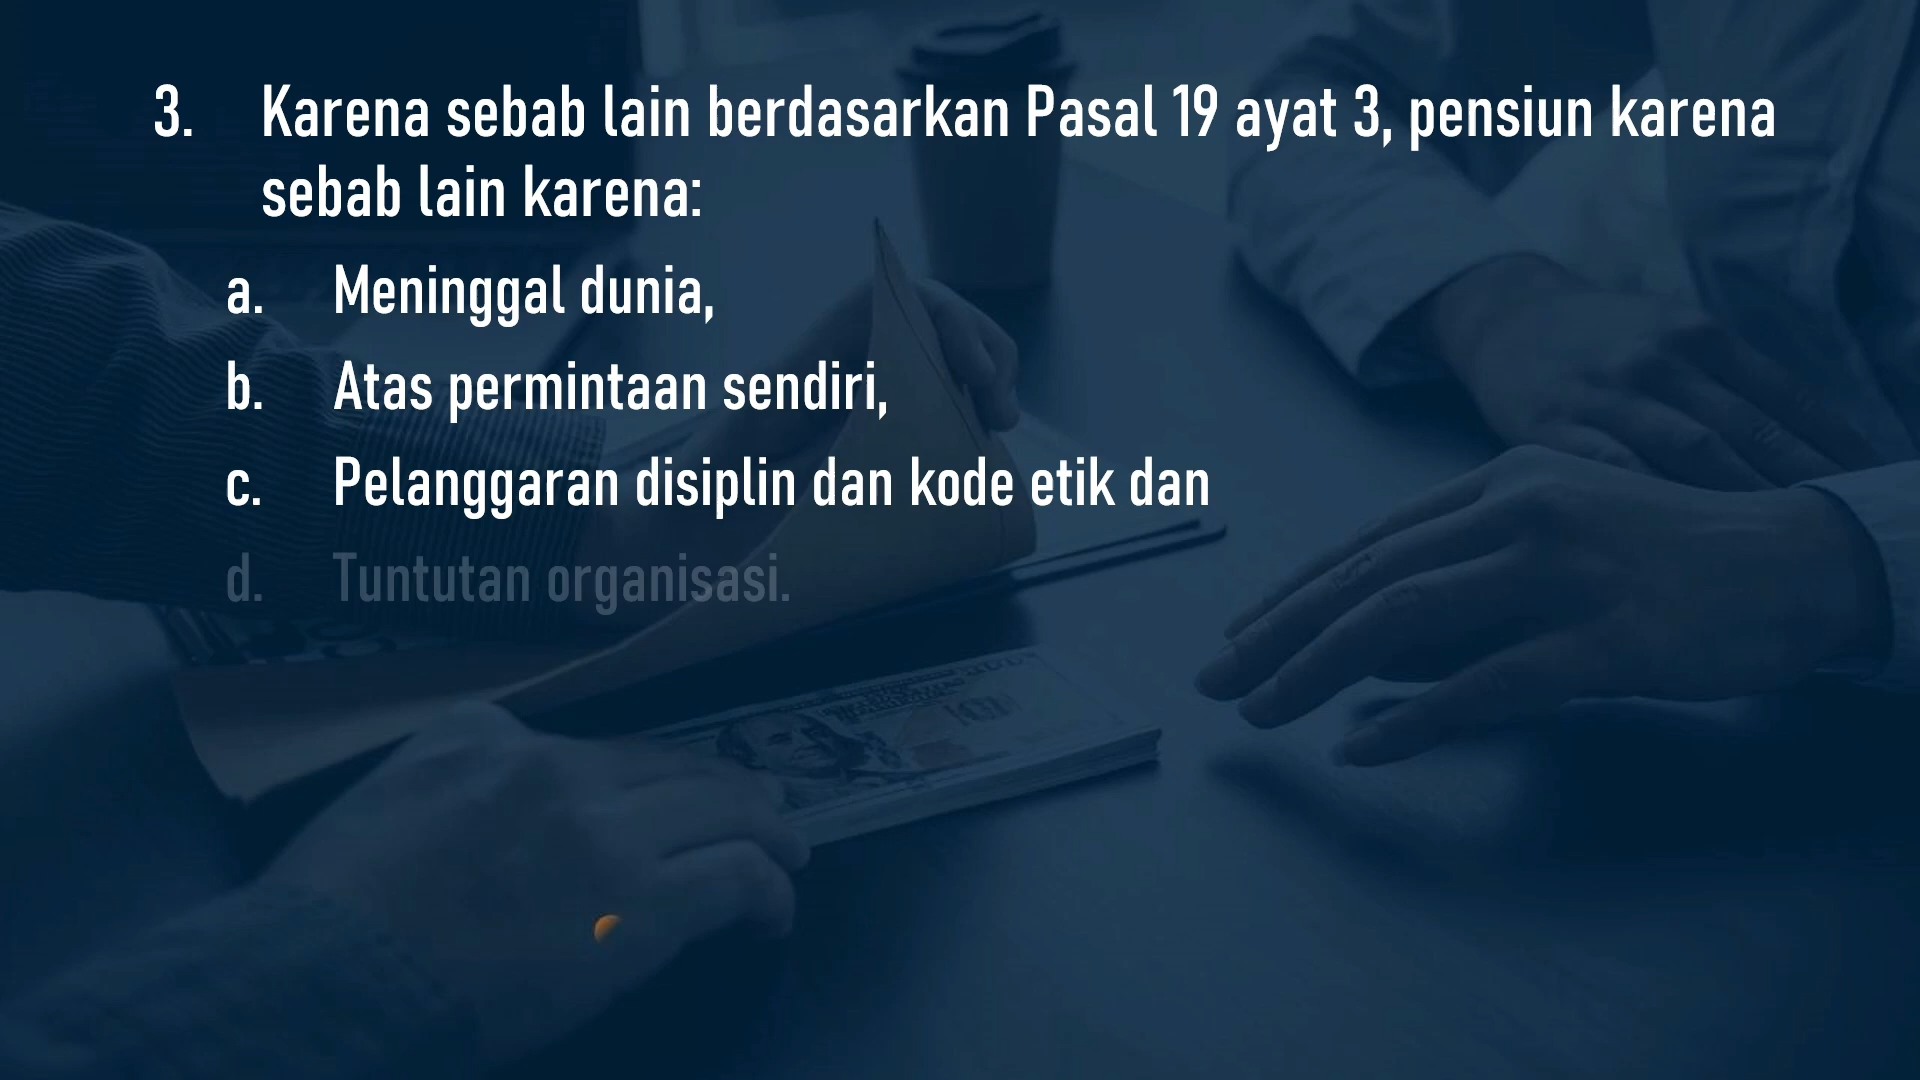 3. Karena sebab lain berdasarkan Pasal 19 ayat 3, pensiun karena
sebab lain karena:
a. Meninggal dunia,
b. Atas permintaan sendiri,
c. Pelanggaran disiplin dan kode etik dan
d. Tuntutan organisasi.